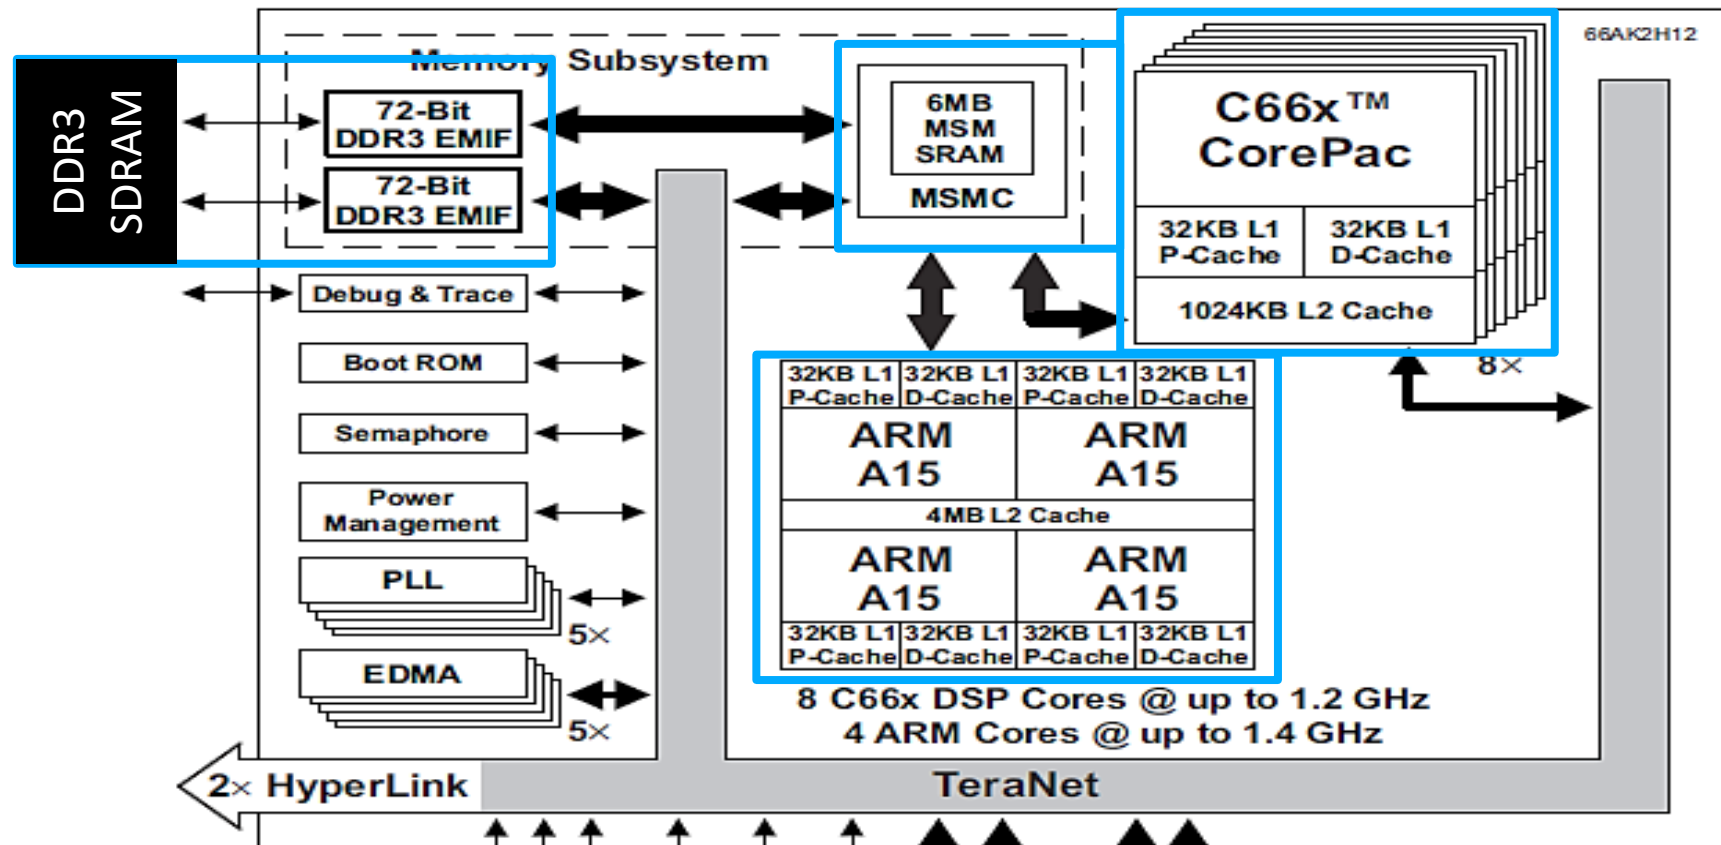 66AK2H12
Memory Subsystem
DDR3
SDRAM
72-Bit
DDR3 EMIF
72-Bit
DDR3 EMIF
6MB
MSM
SRAM
MSMC
C66x™
CorePac
32KB L1
P-Cache
32KB L1
D-Cache
1024KB L2 Cache
8×
Debug & Trace
Boot ROM
Semaphore
Power
Management
PLL
5×
EDMA
5×
32KB L1
P-Cache
32KB L1
D-Cache
32KB L1
P-Cache
32KB L1
D-Cache
ARM
A15
ARM
A15
4MB L2 Cache
ARM
A15
ARM
A15
32KB L1
P-Cache
32KB L1
D-Cache
32KB L1
P-Cache
32KB L1
D-Cache
8 C66x DSP Cores @ up to 1.2 GHz
4 ARM Cores @ up to 1.4 GHz
2× HyperLink
TeraNet